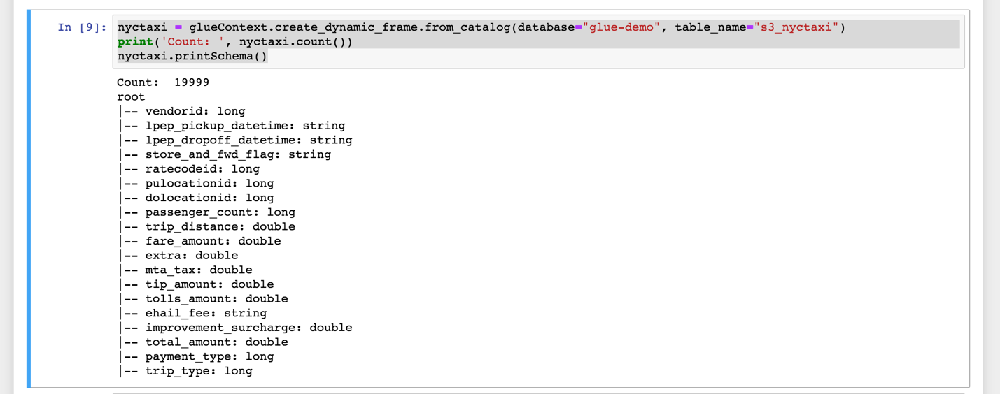 In [9]: nyctaxi = glueContext.create_dynamic_frame.from_catalog(database="glue-demo", table_name="s3_nyctaxi")
print('Count: ', nyctaxi.count())
nyctaxi.printSchema()
Count:  19999
root
|-- vendorid: long
|-- lpep_pickup_datetime: string
|-- lpep_dropoff_datetime: string
|-- store_and_fwd_flag: string
|-- ratecodeid: long
|-- pulocationid: long
|-- dolocationid: long
|-- passenger_count: long
|-- trip_distance: double
|-- fare_amount: double
|-- extra: double
|-- mta_tax: double
|-- tip_amount: double
|-- tolls_amount: double
|-- ehail_fee: string
|-- improvement_surcharge: double
|-- total_amount: double
|-- payment_type: long
|-- trip_type: long